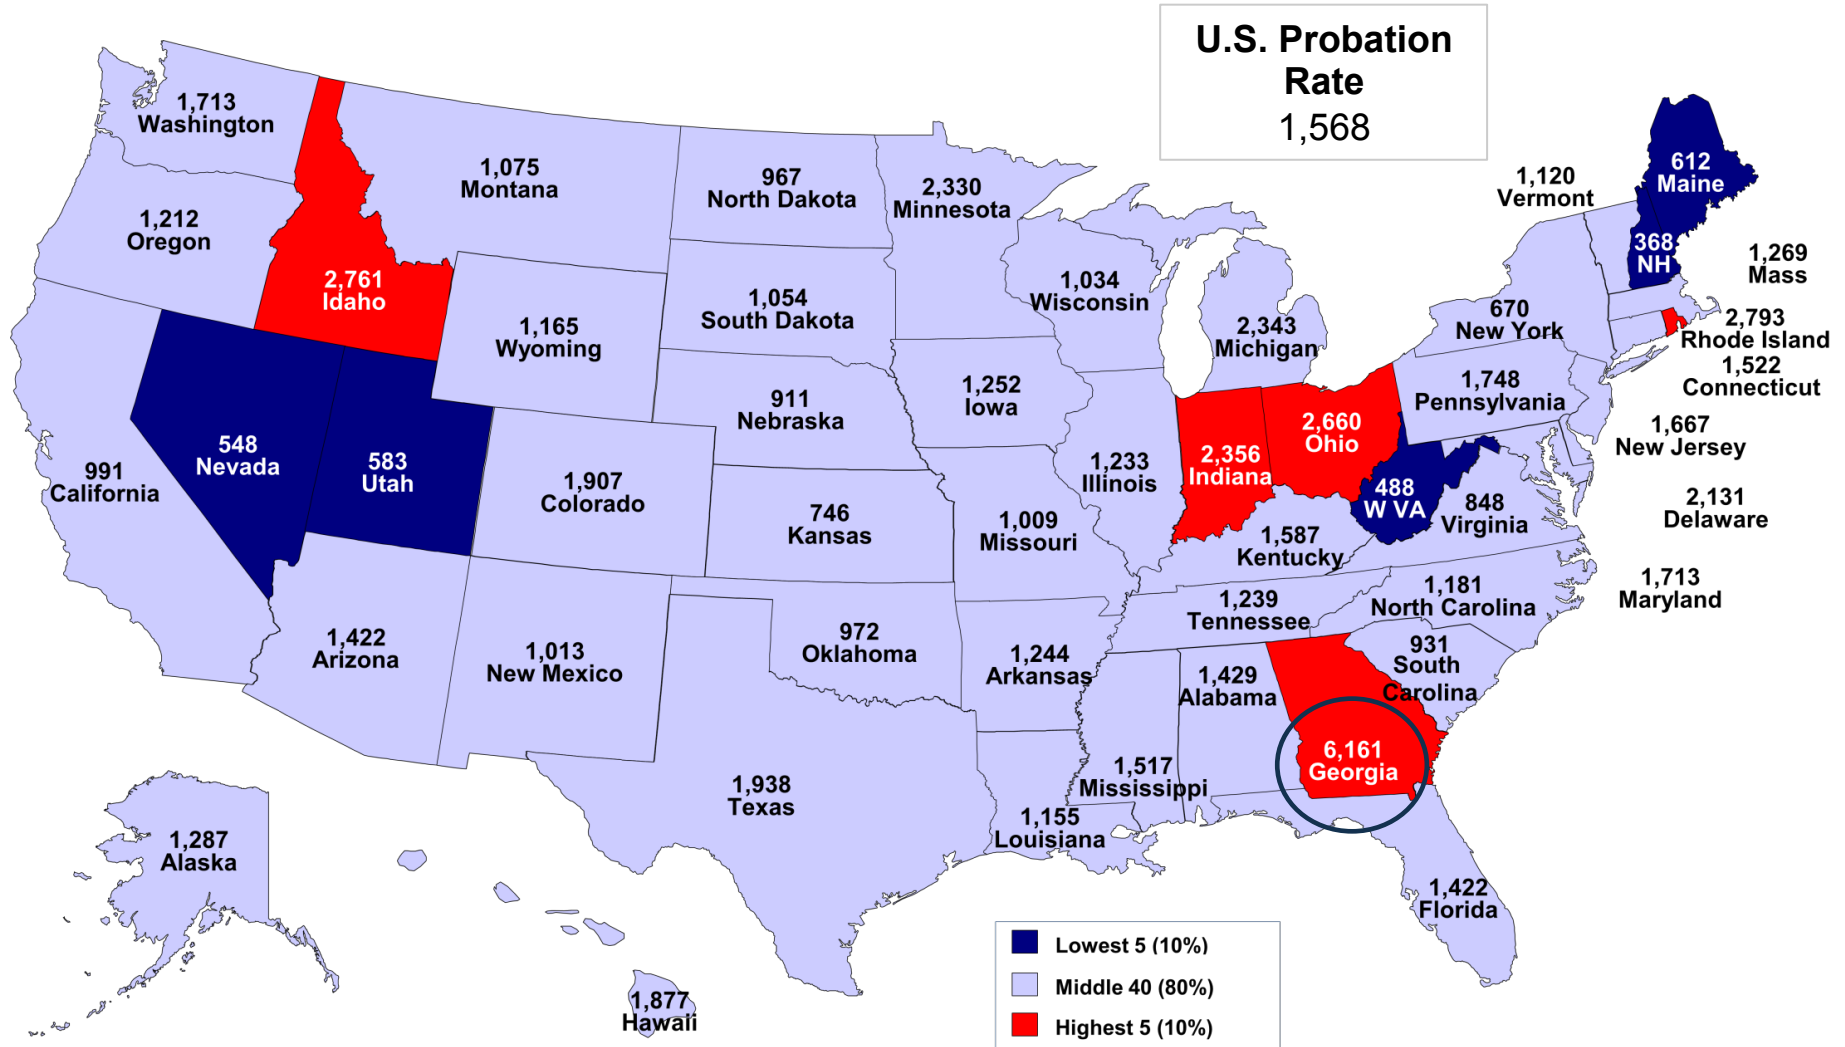 U.S. Probation
Rate
1,568
1,713
Washington
1,212
Oregon
2,761
Idaho
1,075
Montana
967
North Dakota
2,330
Minnesota
1,034
Wisconsin
2,343
Michigan
1,120
Vermont
612
Maine
368
NH
1,269
Mass
670
New York
2,793
Rhode Island
1,522
Connecticut
1,165
Wyoming
1,054
South Dakota
1,252
Iowa
911
Nebraska
1,748
Pennsylvania
1,667
New Jersey
2,660
Ohio
2,356
Indiana
1,233
Illinois
548
Nevada
583
Utah
991
California
1,907
Colorado
746
Kansas
1,009
Missouri
488
W VA
848
Virginia
2,131
Delaware
1,587
Kentucky
1,713
Maryland
1,181
North Carolina
1,239
Tennessee
1,422
Arizona
1,013
New Mexico
972
Oklahoma
1,244
Arkansas
931
South
Carolina
1,429
Alabama
6,161
Georgia
1,517
Mississippi
1,938
Texas
1,155
Louisiana
1,287
Alaska
1,422
Florida
1,877
Hawaii
Lowest 5 (10%)
Middle 40 (80%)
Highest 5 (10%)